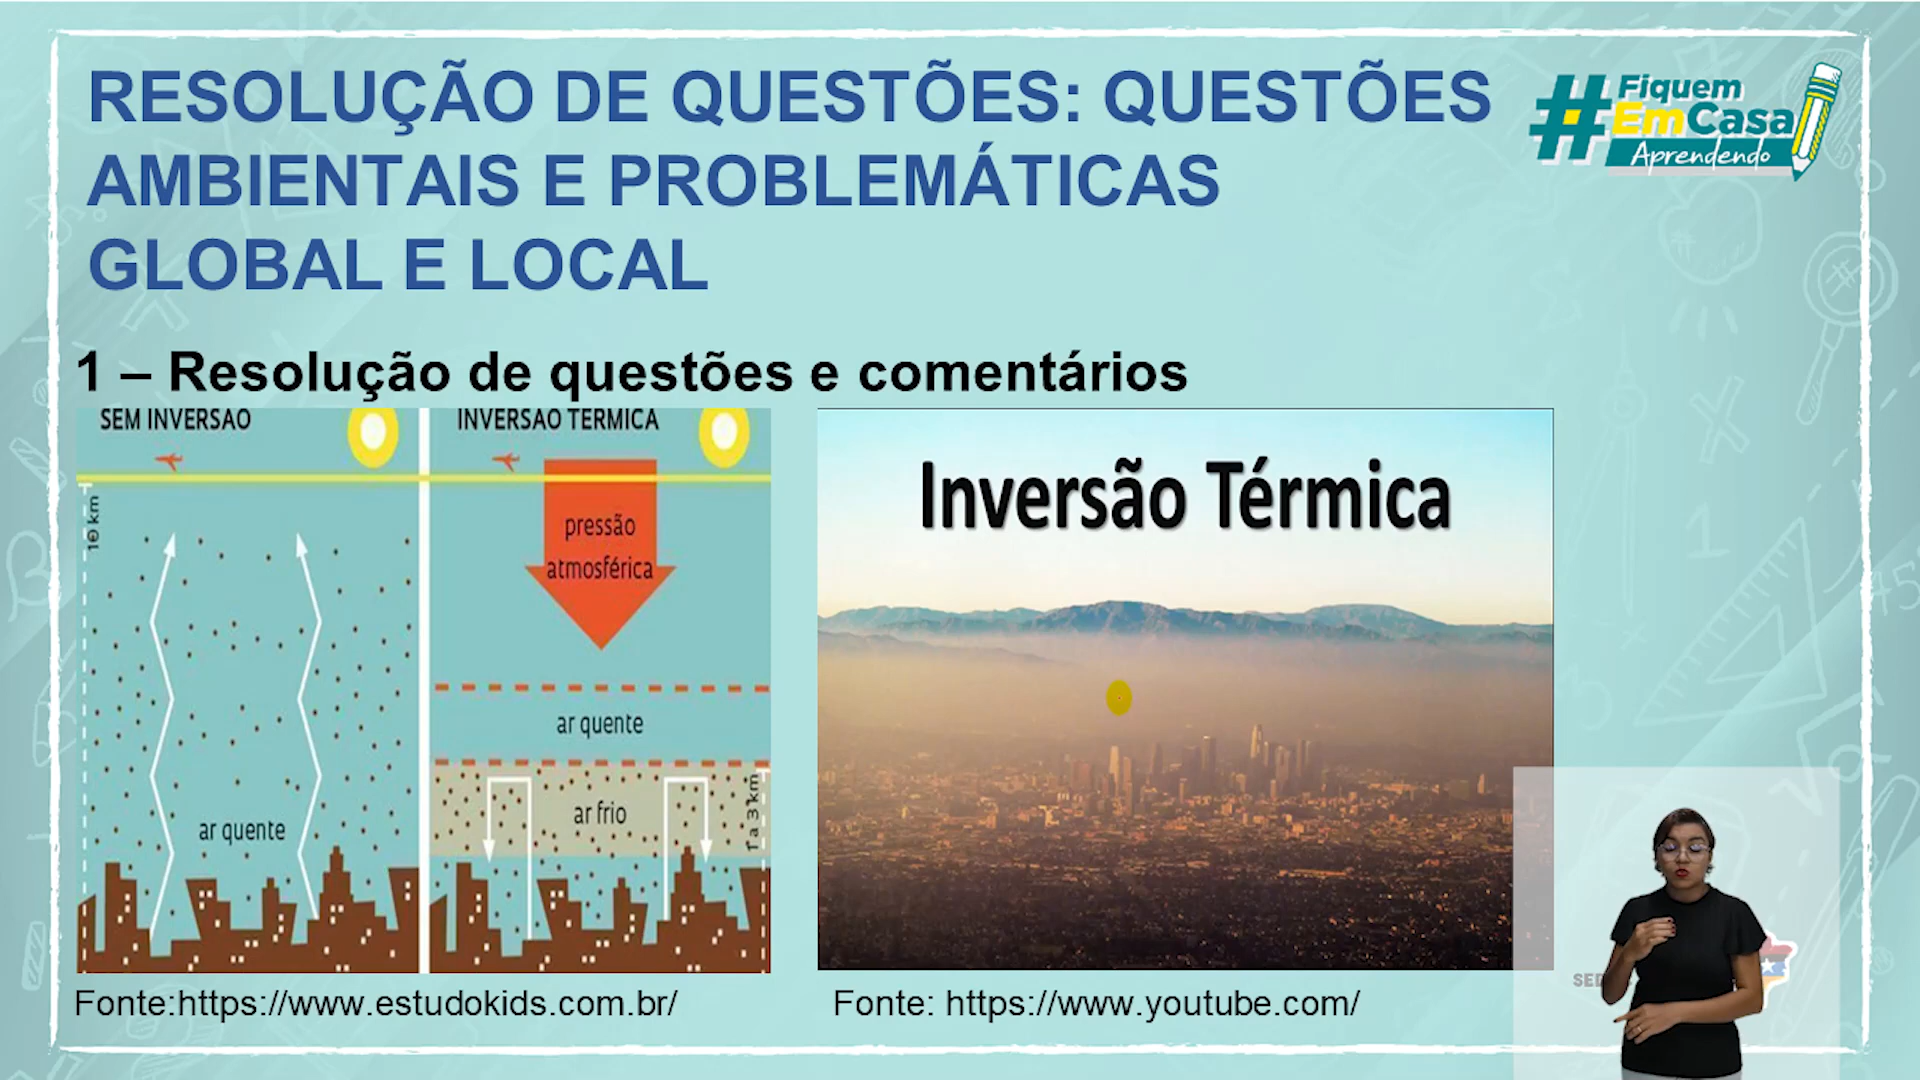 RESOLUÇÃO DE QUESTÕES: QUESTÕES
AMBIENTAIS E PROBLEMÁTICAS
GLOBAL E LOCAL
#Fiquem
EmCasa
Aprendendo
1 – Resolução de questões e comentários
SEM INVERSAO
INVERSAO TERMICA
10 km
pressão
atmosférica
ar quente
ar frio
1 a 3 km
ar quente
Inversão Térmica
Fonte:https://www.estudokids.com.br/
Fonte: https://www.youtube.com/